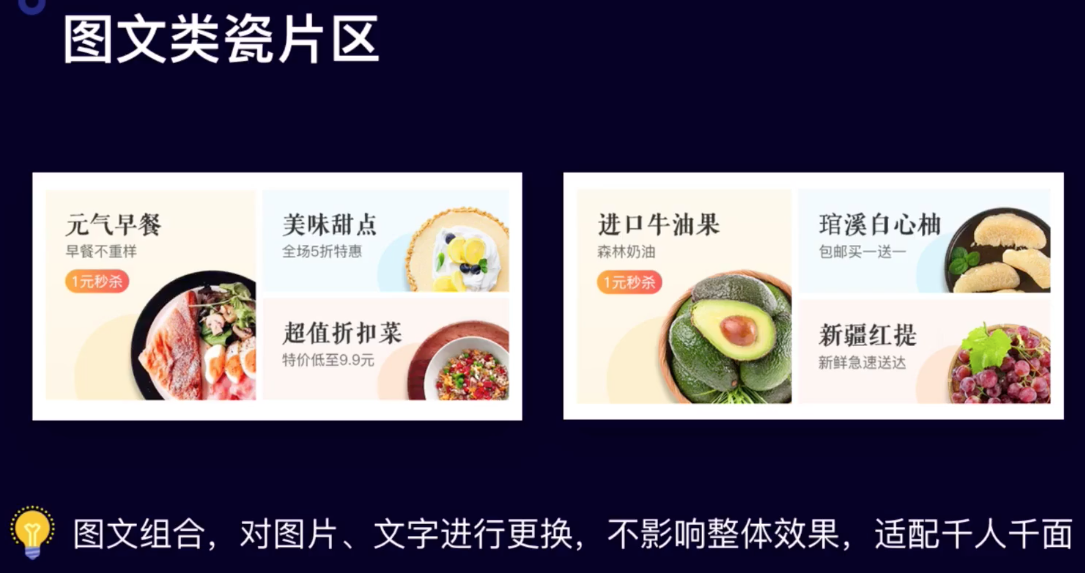 图文类瓷片区
元气早餐
早餐不重样
1元秒杀
美味甜点
全场5折特惠
超值折扣菜
特价低至9.9元
进口牛油果
森林奶油
1元秒杀
琯溪白心柚
包邮买一送一
新疆红提
新鲜急速送达
图文组合，对图片、文字进行更换，不影响整体效果，适配千人千面